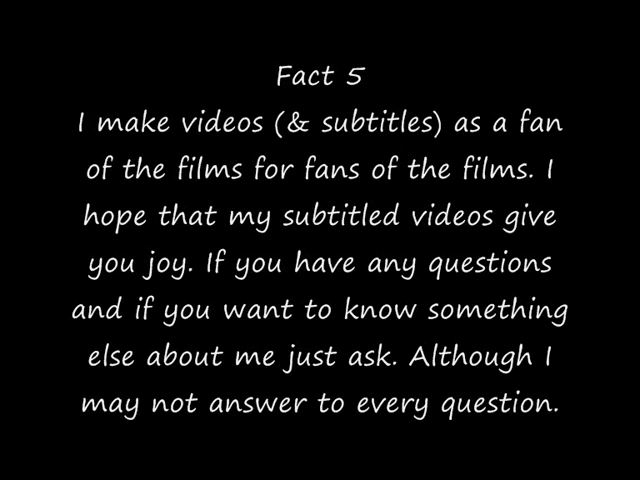 Fact 5
I make videos (& subtitles) as a fan
of the films for fans of the films. I
hope that my subtitled videos give
you joy. If you have any questions
and if you want to know something
else about me just ask. Although I
may not answer to every question.